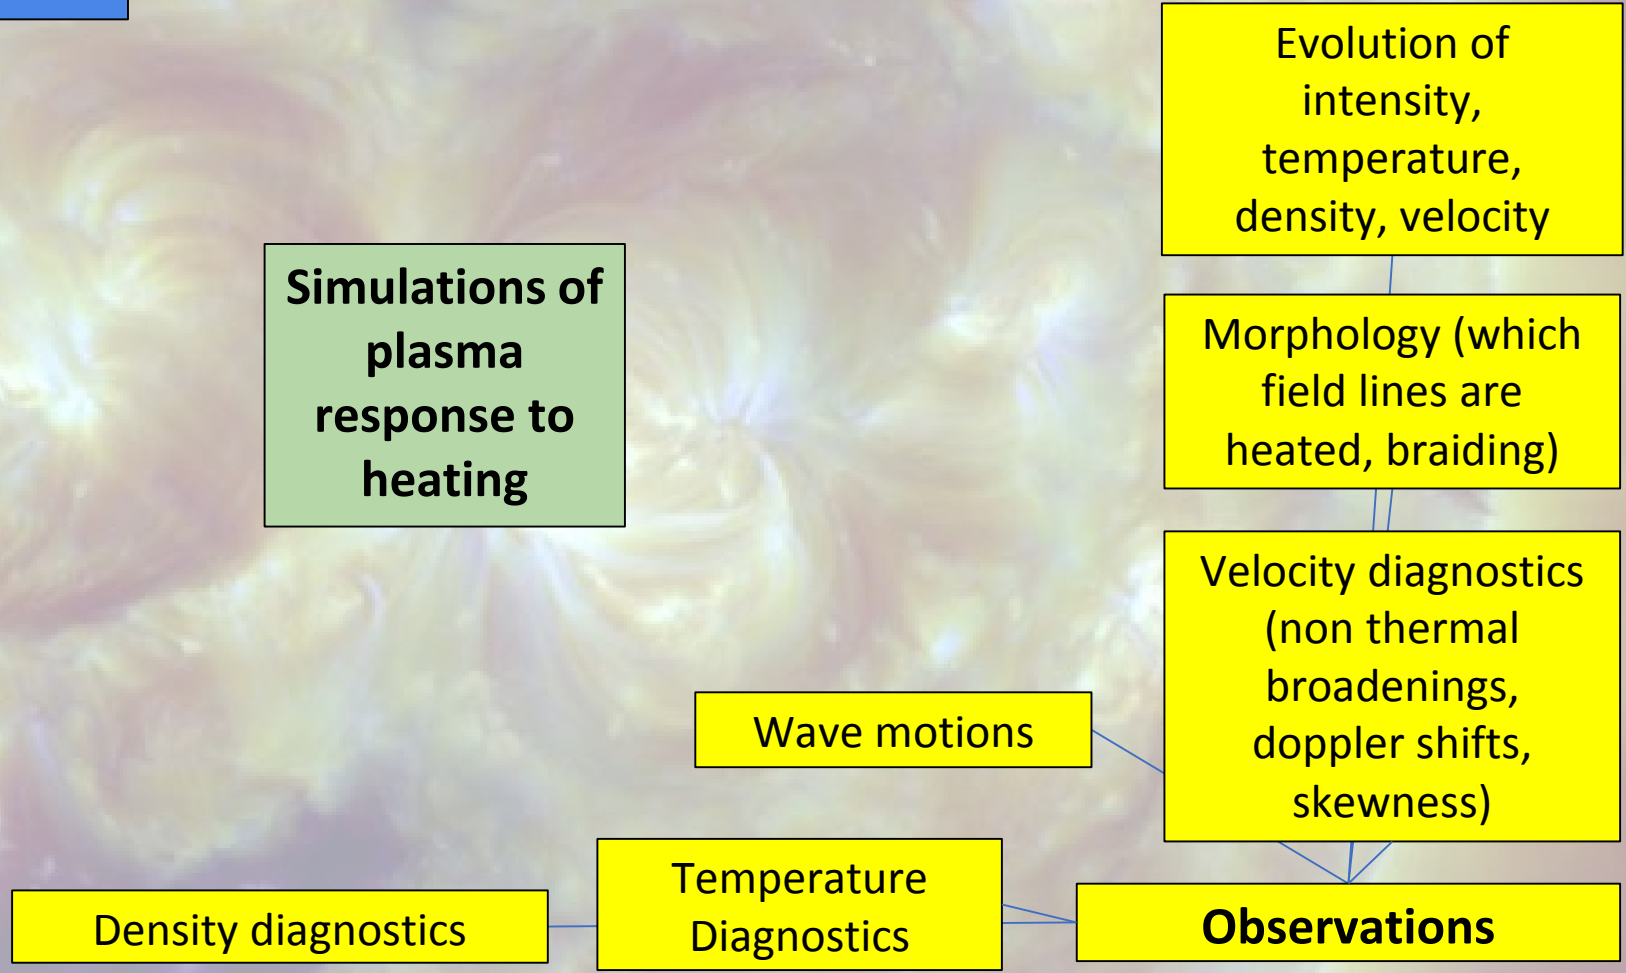 Evolution of
intensity,
temperature,
density, velocity
Simulations of
plasma
response to
heating
Morphology (which
field lines are
heated, braiding)
Velocity diagnostics
(non thermal
broadenings,
doppler shifts,
skewness)
Wave motions
Temperature
Diagnostics
Density diagnostics
Observations